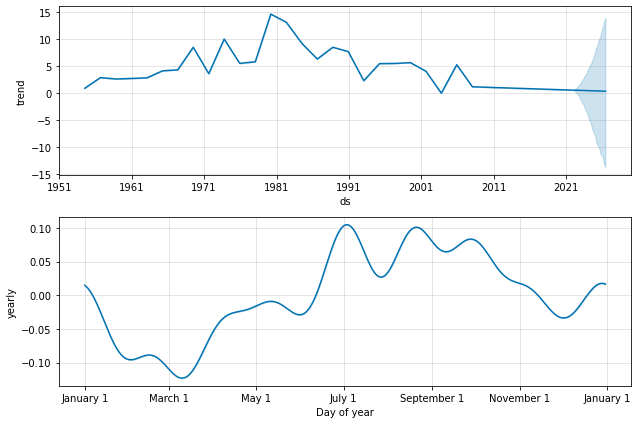 15
10
5
0
−5
−10
−15
trend
1951 1961 1971 1981 1991 2001 2011 2021
ds
0.10
0.05
0.00
−0.05
−0.10
yearly
January 1 March 1 May 1 July 1 September 1 November 1 January 1
Day of year